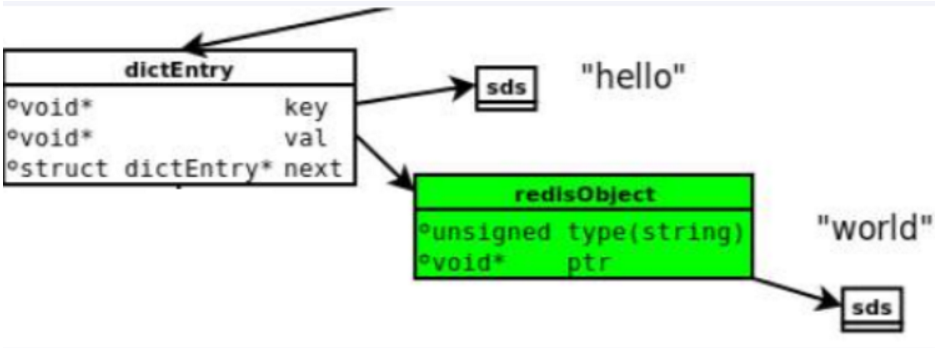 dictEntry
void* key
void* val
struct dictEntry* next
sds
"hello"
redisObject
unsigned type(string)
void* ptr
"world"
sds